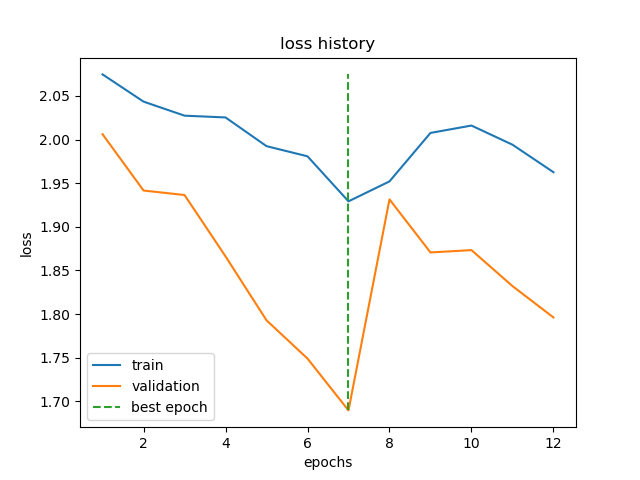 loss history
loss
2.05
2.00
1.95
1.90
1.85
1.80
1.75
1.70
train
validation
best epoch
2 4 6 8 10 12
epochs